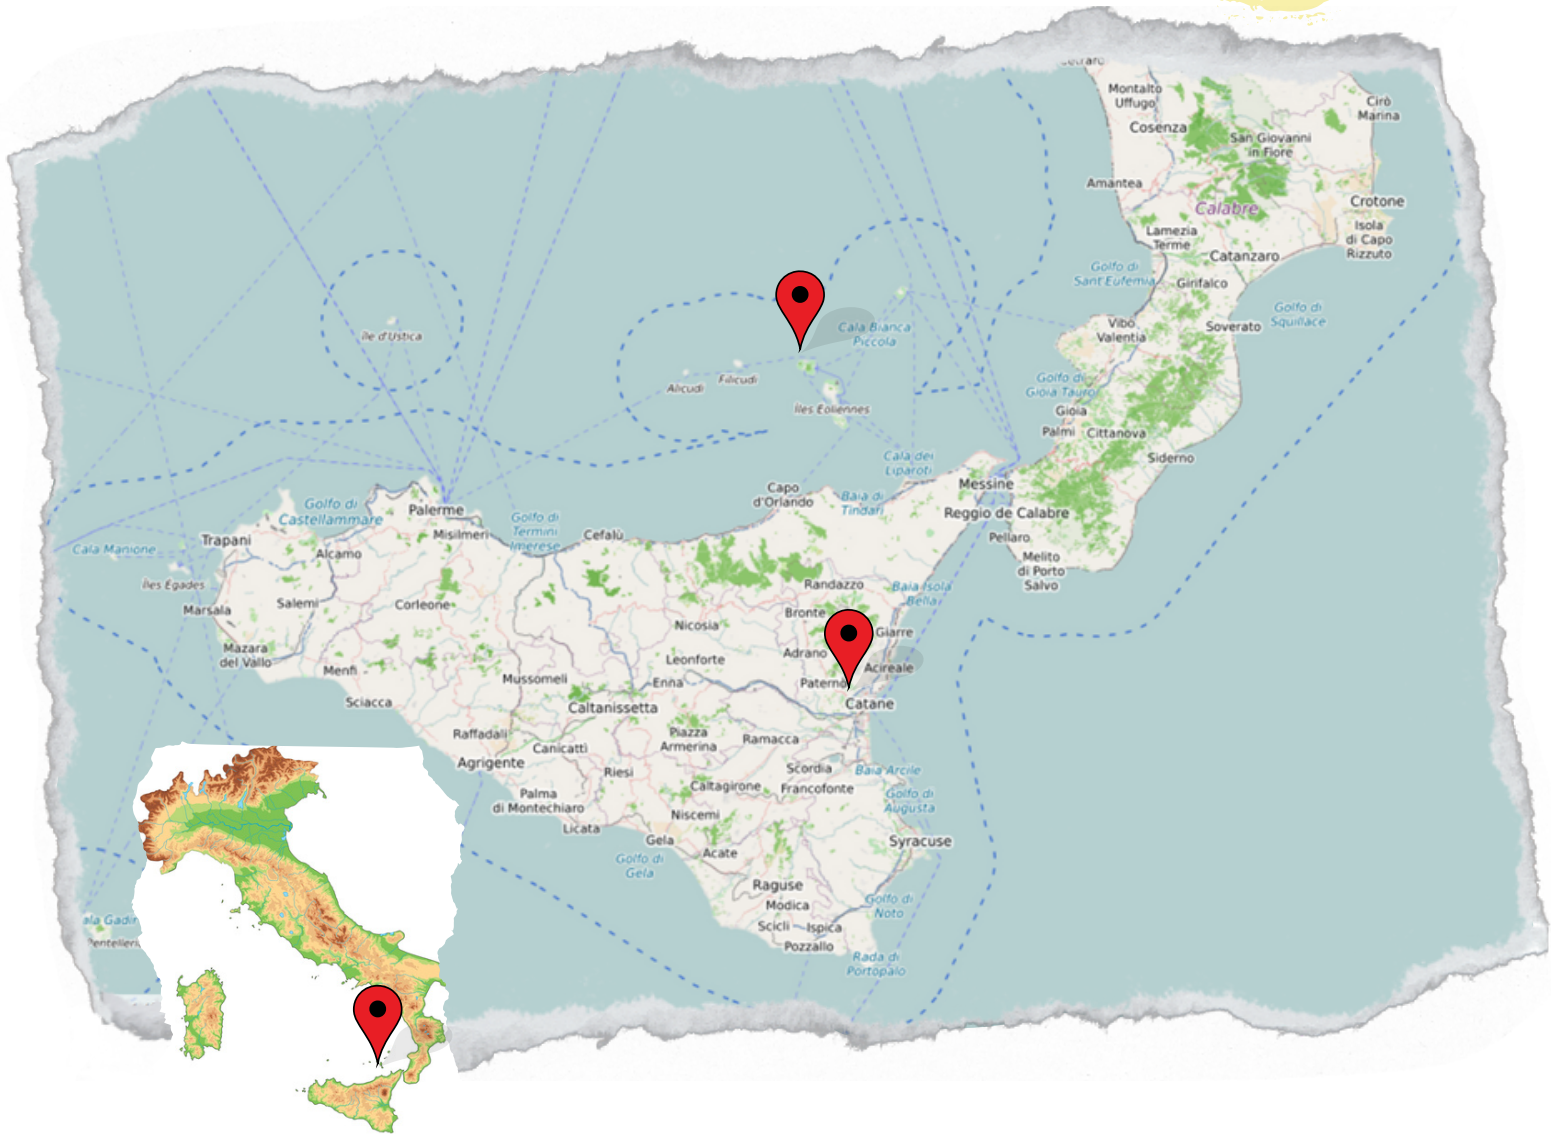 Montalto
Uffugo
Cirò
Marina
Cosenza
San Giovanni
in Fiore
Amantea
Calabre
Crotone
Isola
di Capo
Rizzuto
Lamezia
Terme
Catanzaro
Golfo di
Sant'Eufemia
Girifalco
Golfo di
Squillace
Soverato
Vibo
Valentia
Île d'Ustica
Cala Bianca
Piccola
Alicudi
Filicudi
Îles Éoliennes
Golfo di
Gioia Tauro
Gioia
Palmi
Cittanova
Siderno
Cala dei
Liparoti
Messine
Reggio de Calabre
Pellaro
Melito
di Porto
Salvo
Capo
d'Orlando
Baia di
Tindari
Golfo di
Castellammare
Palerme
Misilmeri
Golfo di
Termini
Imerese
Cefalù
Trapani
Cala Manione
Alcamo
Îles Égades
Marsala
Salemi
Corleone
Randazzo
Baia Isola
Bella
Bronte
Nicosia
Giarre
Mazara
del Vallo
Menfi
Leonforte
Adrano
Acireale
Mussomeli
Enna
Paternò
Sciacca
Caltanissetta
Catane
Raffadali
Piazza
Armerina
Ramacca
Canicattì
Agrigente
Riesi
Scordia
Baia Arcile
Palma
di Montechiaro
Caltagirone
Francofonte
Golfo di
Augusta
Licata
Niscemi
Gela
Acate
Syracuse
Golfo di
Gela
Raguse
Modica
Golfo di
Noto
Scicli
Ispica
Pozzallo
Rada di
Portopalo